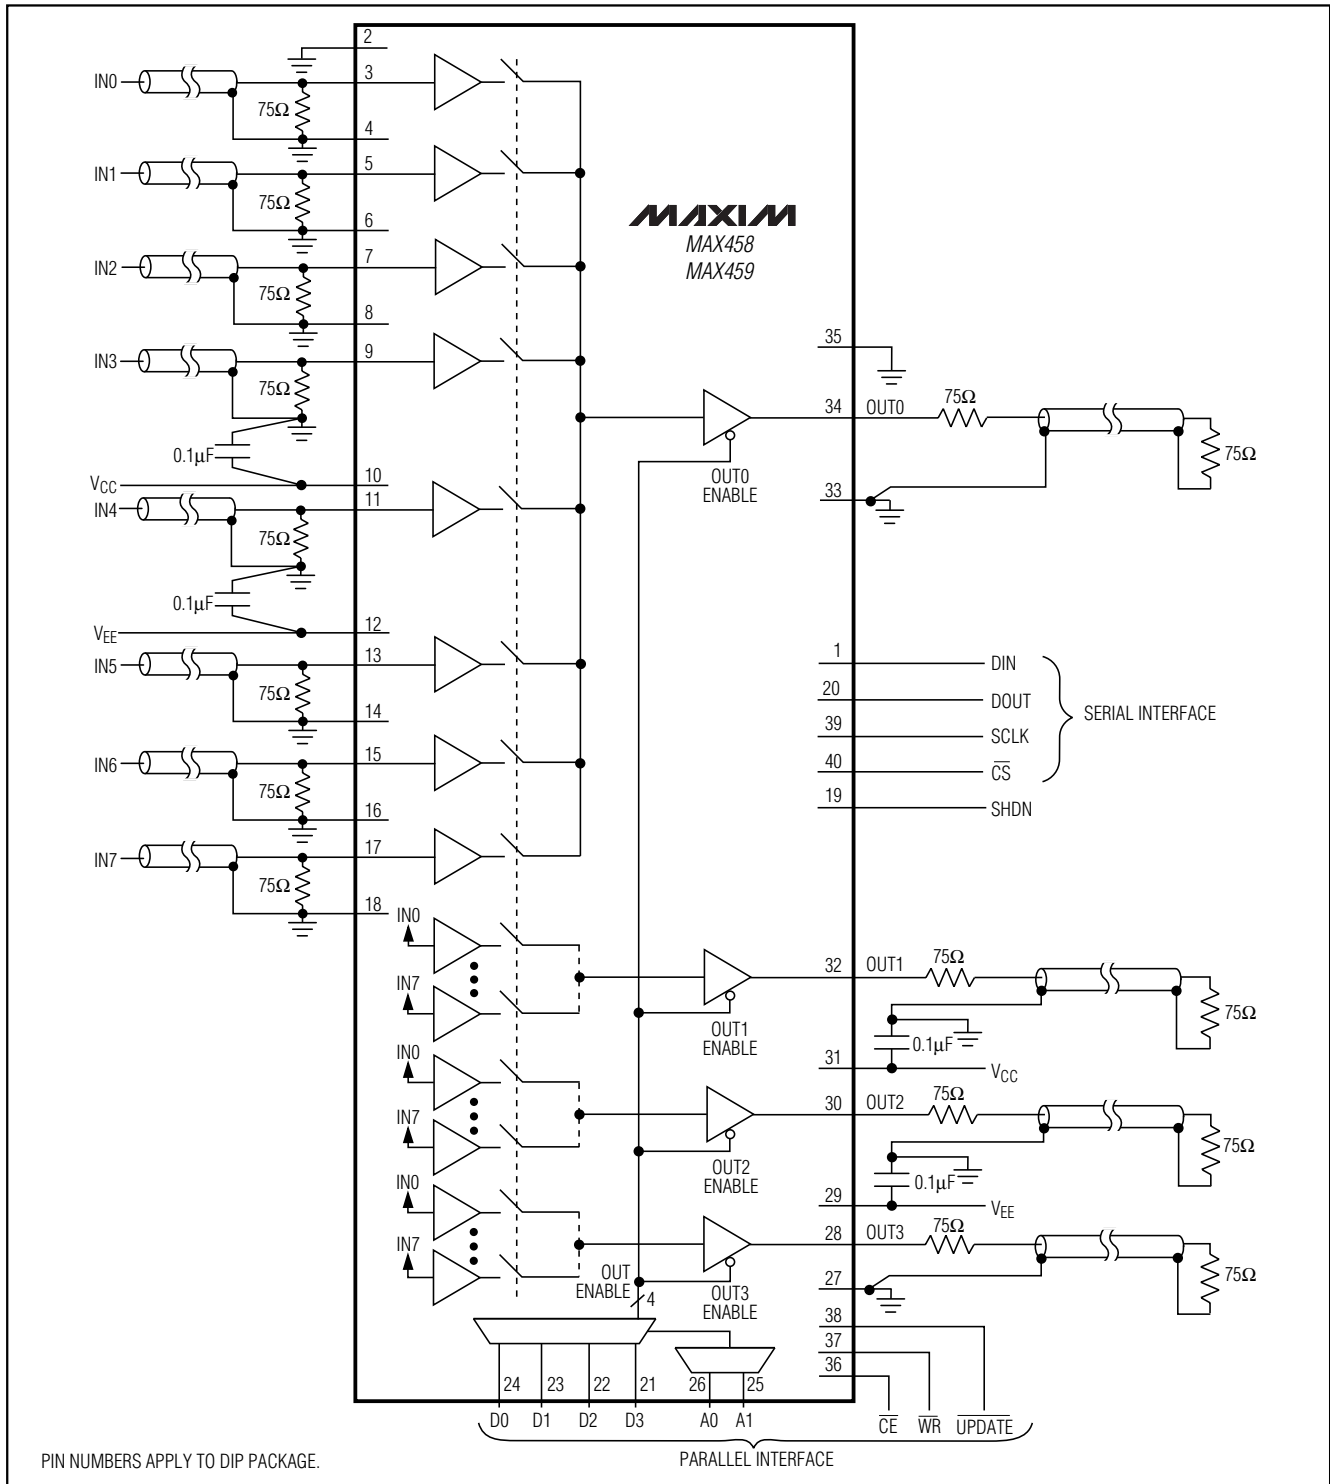 2
IN0
3
75Ω
4
IN1
5
75Ω
6
MAXIM
MAX458
MAX459
IN2
7
75Ω
8
IN3
9
75Ω
35
34
OUT0
75Ω
75Ω
0.1µF
OUT0
ENABLE
VCC
10
IN4
11
33
75Ω
0.1µF
VEE
12
IN5
13
1
DIN
75Ω
20
DOUT
14
SERIAL INTERFACE
39
SCLK
IN6
15
40
C̅S̅
75Ω
19
SHDN
16
IN7
17
75Ω
18
IN0
32
OUT1
75Ω
IN7
75Ω
OUT1
ENABLE
0.1µF
IN0
31
VCC
75Ω
30
OUT2
IN7
75Ω
OUT2
ENABLE
0.1µF
IN0
29
VEE
75Ω
28
OUT3
IN7
75Ω
OUT
ENABLE
27
4
OUT3
ENABLE
38
37
36
24
23
22
21
26
25
D0
D1
D2
D3
A0
A1
C̅E̅
W̅R̅
U̅P̅D̅A̅T̅E̅
PARALLEL INTERFACE
PIN NUMBERS APPLY TO DIP PACKAGE.